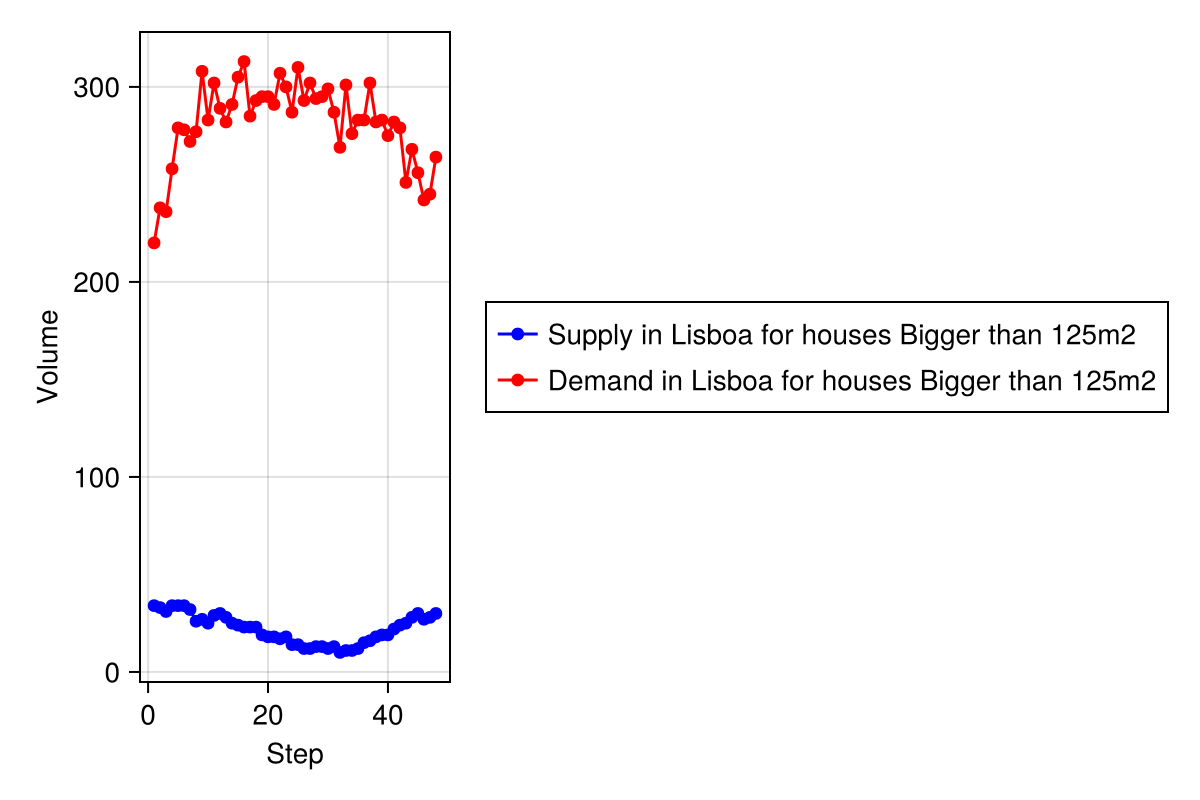 300
200
100
0
Volume
0 20 40
Step
Supply in Lisboa for houses Bigger than 125m2
Demand in Lisboa for houses Bigger than 125m2